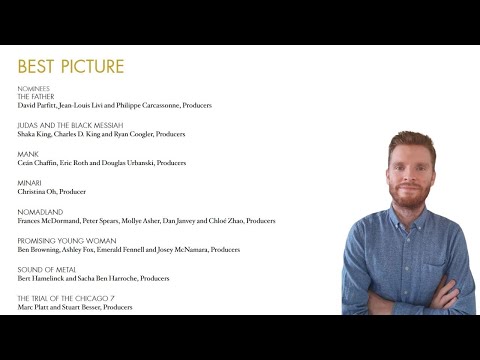 BEST PICTURE
NOMINEES
THE FATHER
David Parfitt, Jean-Louis Livi and Philippe Carcassonne, Producers
JUDAS AND THE BLACK MESSIAH
Shaka King, Charles D. King and Ryan Coogler, Producers
MANK
Ceán Chaffin, Eric Roth and Douglas Urbanski, Producers
MINARI
Christina Oh, Producer
NOMADLAND
Frances McDormand, Peter Spears, Mollye Asher, Dan Janvey and Chloé Zhao, Producers
PROMISING YOUNG WOMAN
Ben Browning, Ashley Fox, Emerald Fennell and Josey McNamara, Producers
SOUND OF METAL
Bert Hamelinck and Sacha Ben Harroche, Producers
THE TRIAL OF THE CHICAGO 7
Marc Platt and Stuart Besser, Producers